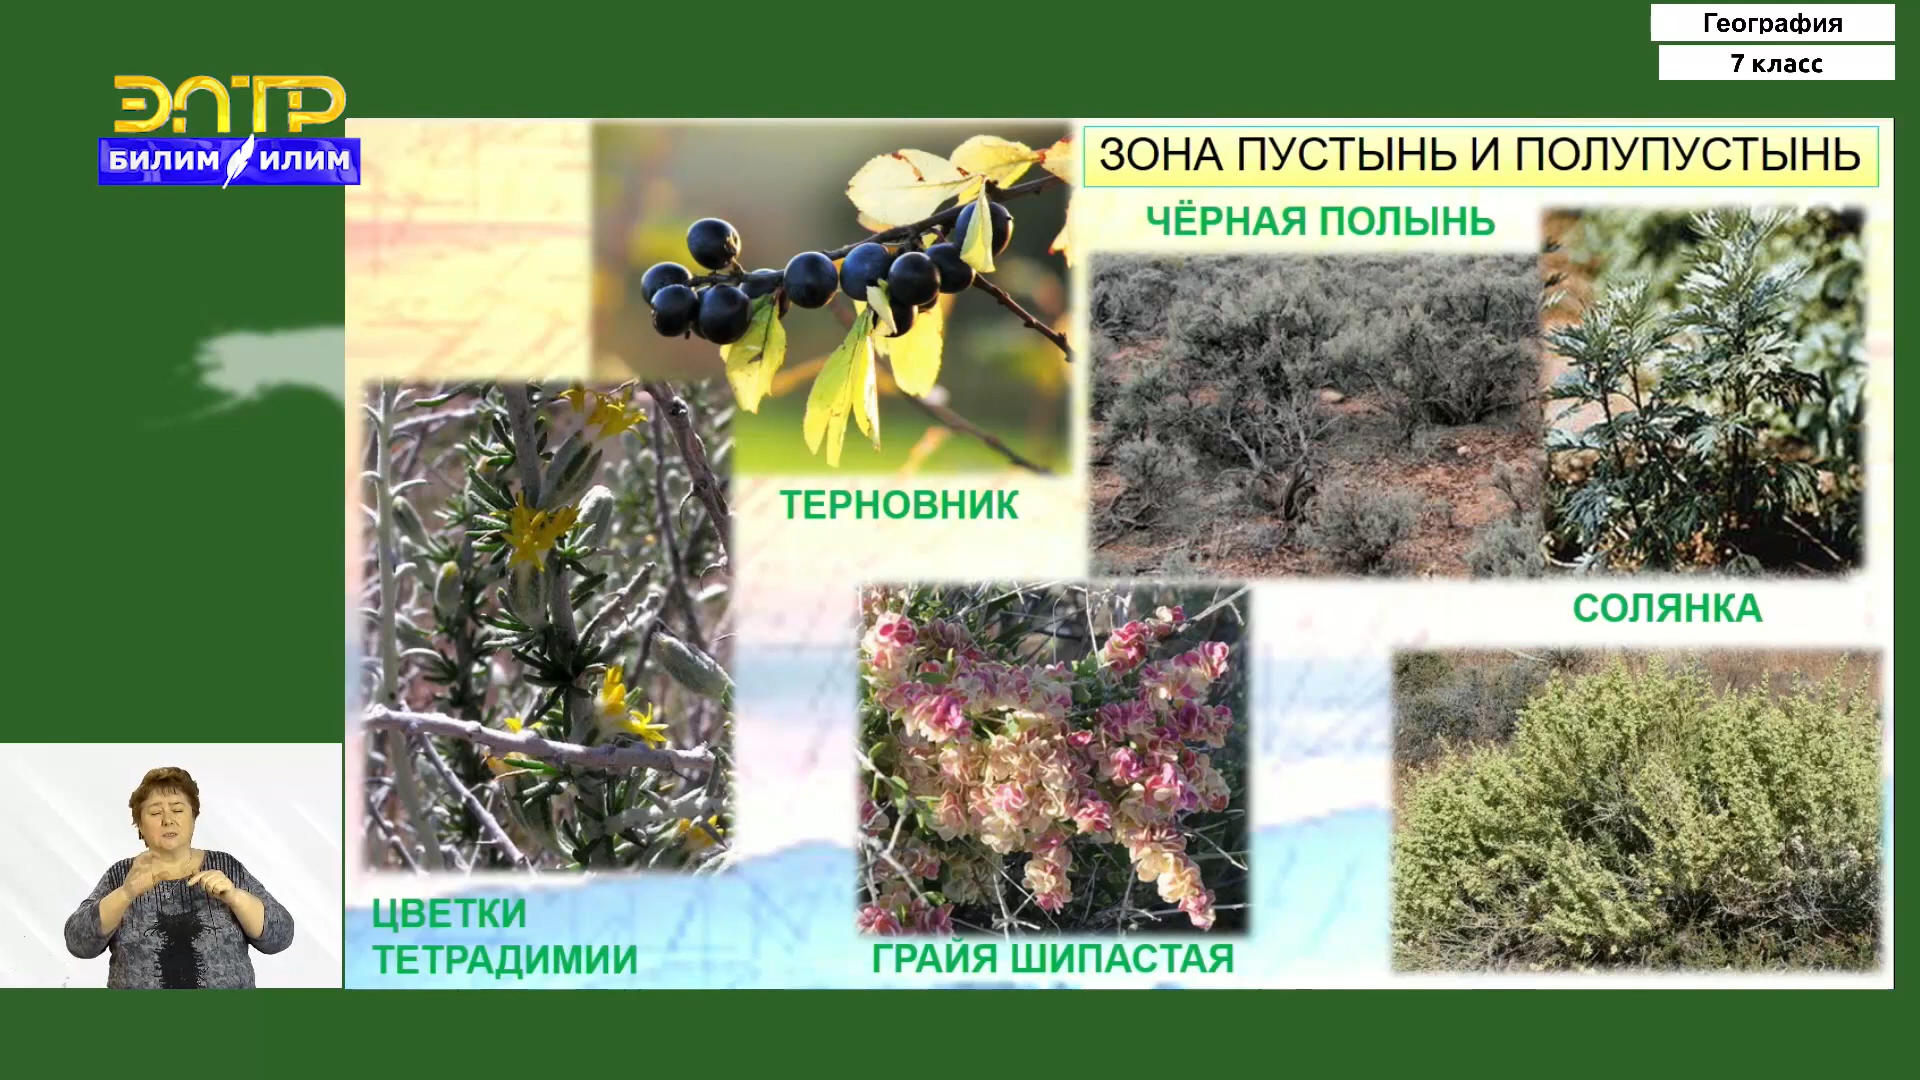 География
7 класс
ЭЛТР
БИЛИМ ИЛИМ
ЗОНА ПУСТЫНЬ И ПОЛУПУСТЫНЬ
ЧЁРНАЯ ПОЛЫНЬ
ТЕРНОВНИК
СОЛЯНКА
ЦВЕТКИ
ТЕТРАДИМИИ
ГРАЙЯ ШИПАСТАЯ